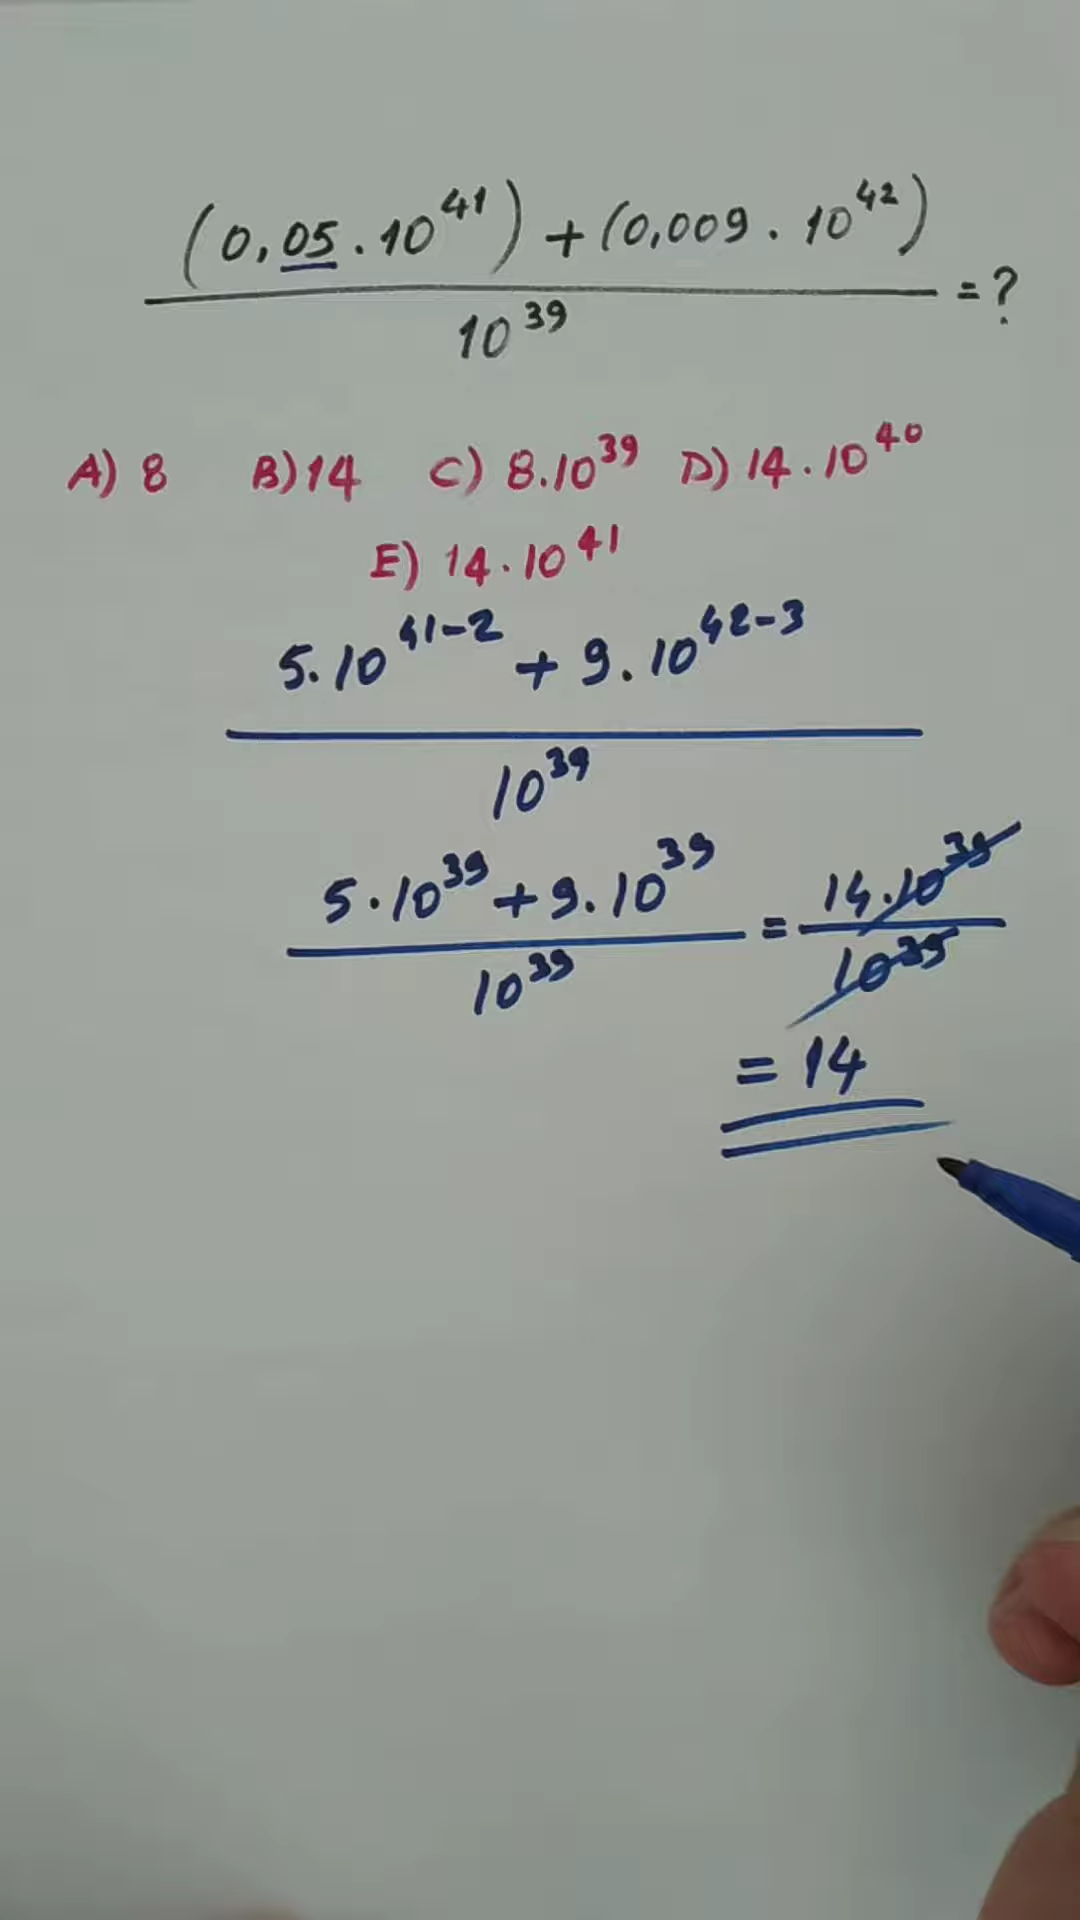 (0,05 . 10^41) + (0,009 . 10^42)
———————————— = ?
10^39
A) 8 B) 14 C) 8.10^39 D) 14.10^40
E) 14.10^41
5.10^41-2 + 9.10^42-3
————————————
10^39
5.10^39 + 9.10^39 = 14.10^39
————————————
10^39 10^39
= 14